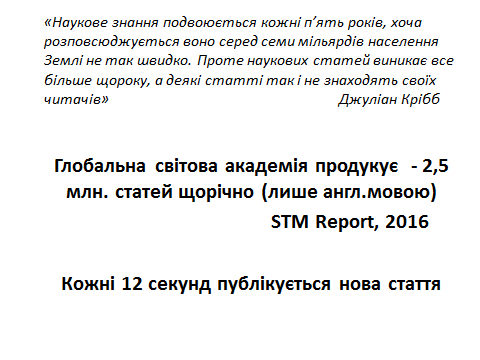 «Наукове знання подвоюється кожні п’ять років, хоча
розповсюджується воно серед семи мільярдів населення
Землі не так швидко. Проте наукових статей виникає все
більше щороку, а деякі статті так і не знаходять своїх
читачів» Джуліан Крібб
Глобальна світова академія продукує - 2,5
млн. статей щорічно (лише англ.мовою)
STM Report, 2016
Кожні 12 секунд публікується нова стаття